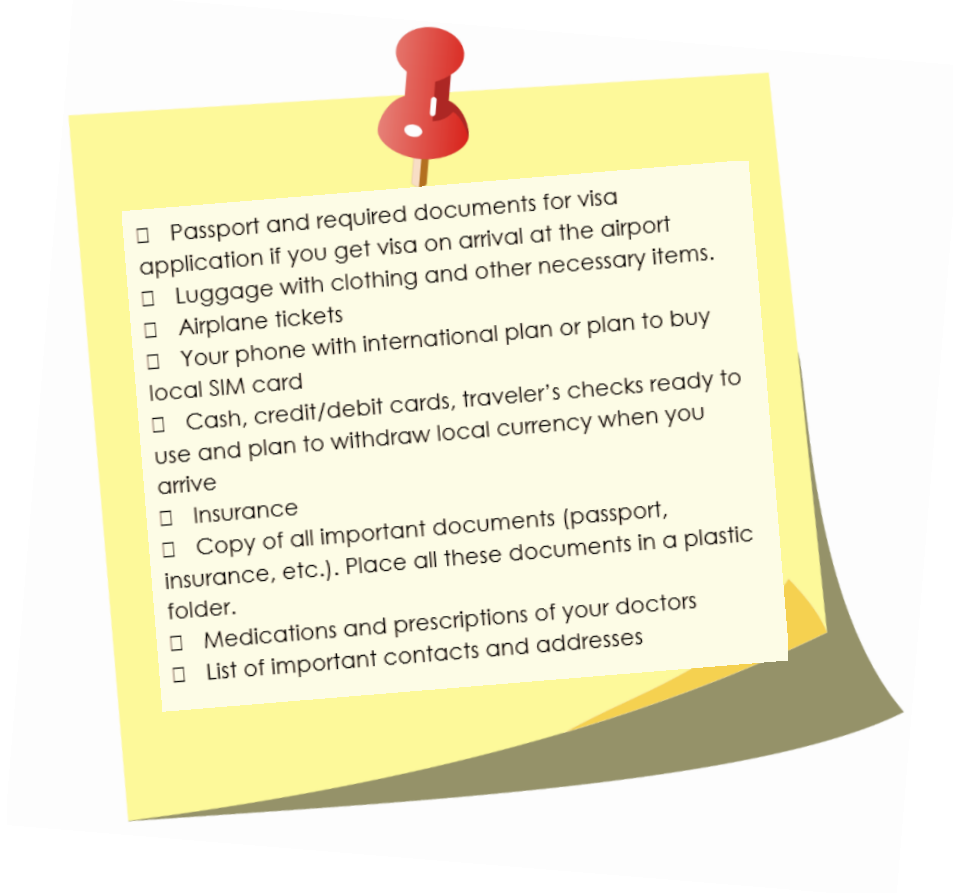 ▯ Passport and required documents for visa
application if you get visa on arrival at the airport
▯ Luggage with clothing and other necessary items.
▯ Airplane tickets
▯ Your phone with international plan or plan to buy
local SIM card
▯ Cash, credit/debit cards, traveler’s checks ready to
use and plan to withdraw local currency when you
arrive
▯ Insurance
▯ Copy of all important documents (passport,
insurance, etc.). Place all these documents in a plastic
folder.
▯ Medications and prescriptions of your doctors
▯ List of important contacts and addresses